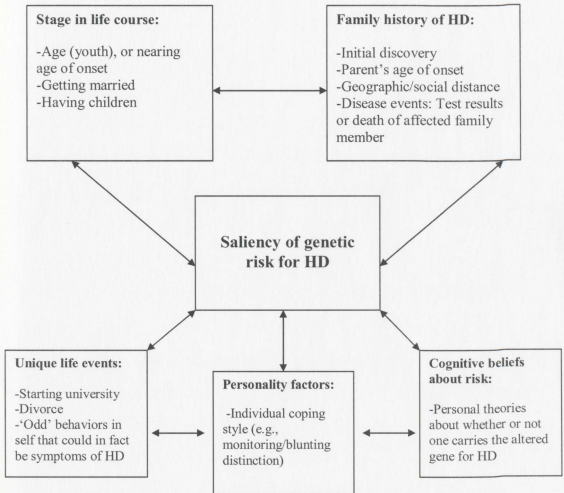 Stage in life course:
-Age (youth), or nearing
age of onset
-Getting married
-Having children
Family history of HD:
-Initial discovery
-Parent's age of onset
-Geographic/social distance
-Disease events: Test results
or death of affected family
member
Saliency of genetic
risk for HD
Unique life events:
-Starting university
-Divorce
-'Odd' behaviors in
self that could in fact
be symptoms of HD
Personality factors:
-Individual coping
style (e.g.,
monitoring/blunting
distinction)
Cognitive beliefs
about risk:
-Personal theories
about whether or not
one carries the altered
gene for HD